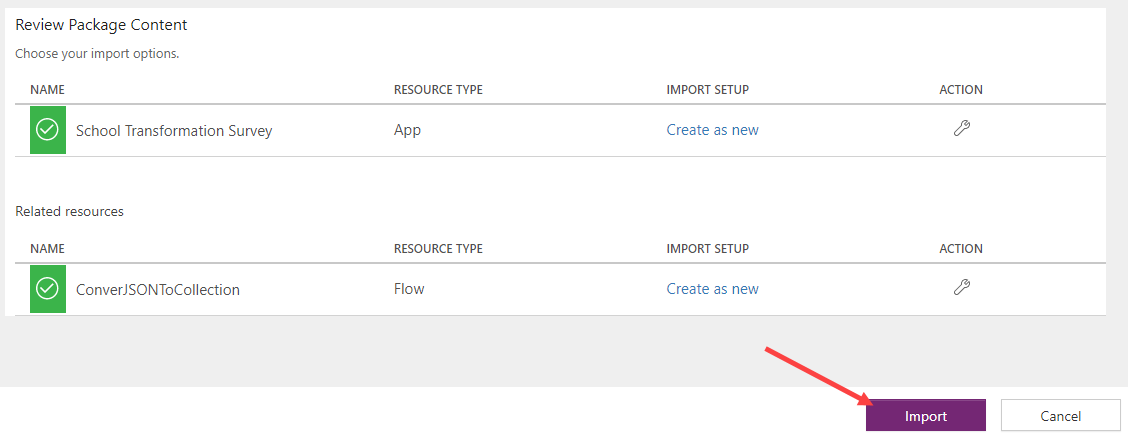 Review Package Content
Choose your import options.
NAME RESOURCE TYPE IMPORT SETUP ACTION
School Transformation Survey App Create as new
Related resources
NAME RESOURCE TYPE IMPORT SETUP ACTION
ConverJSONToCollection Flow Create as new
Import Cancel